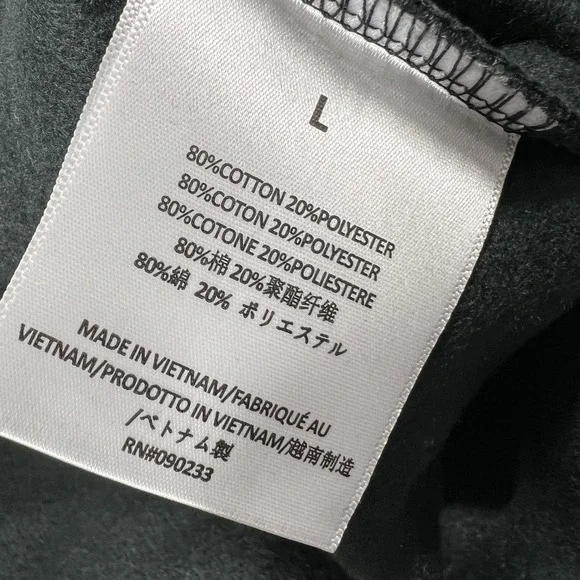 L
80%COTTON 20%POLYESTER
80%COTON 20%POLYESTER
80%COTONE 20%POLIESTERE
80%棉 20%聚酯纤维
80%綿 20% ポリエステル
MADE IN VIETNAM/FABRIQUÉ AU
VIETNAM/PRODOTTO IN VIETNAM/越南制造
/ベトナム製
RN#090233